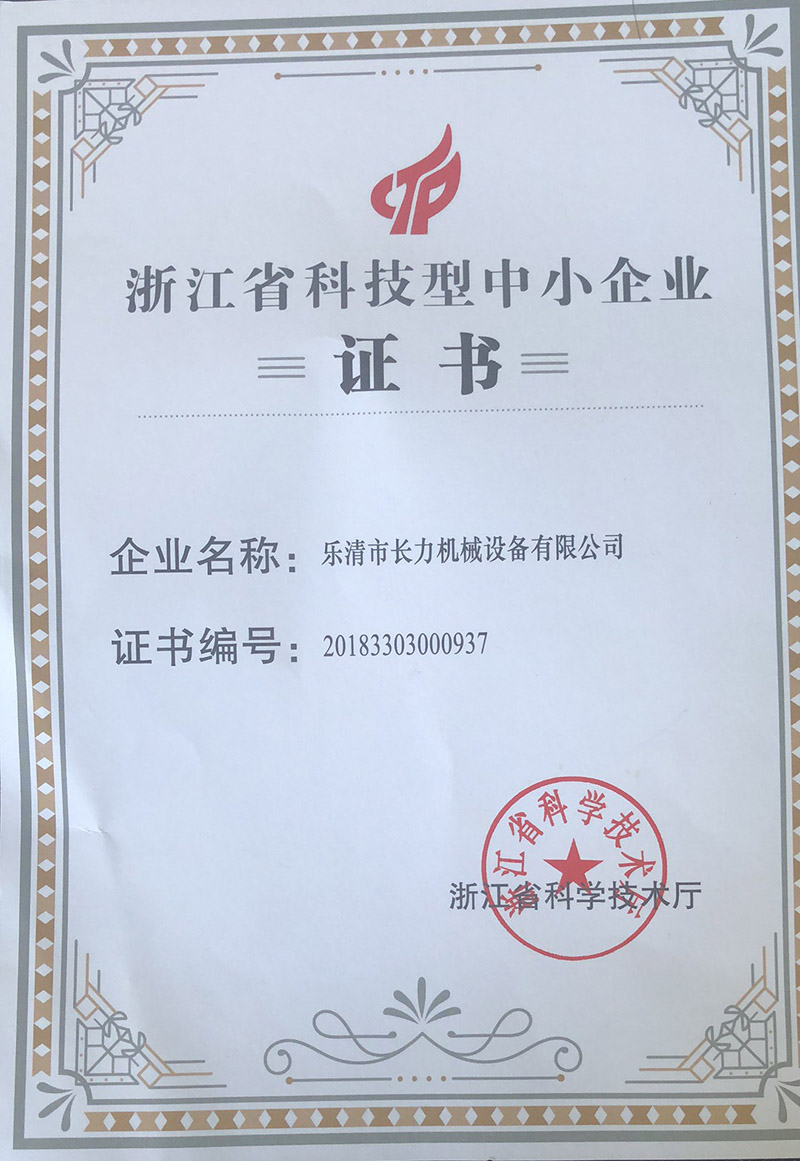 CTP
浙江省科技型中小企业
证书
企业名称：乐清市长力机械设备有限公司
证书编号：20183303000937
浙江省科学技术厅
浙江省科学技术厅